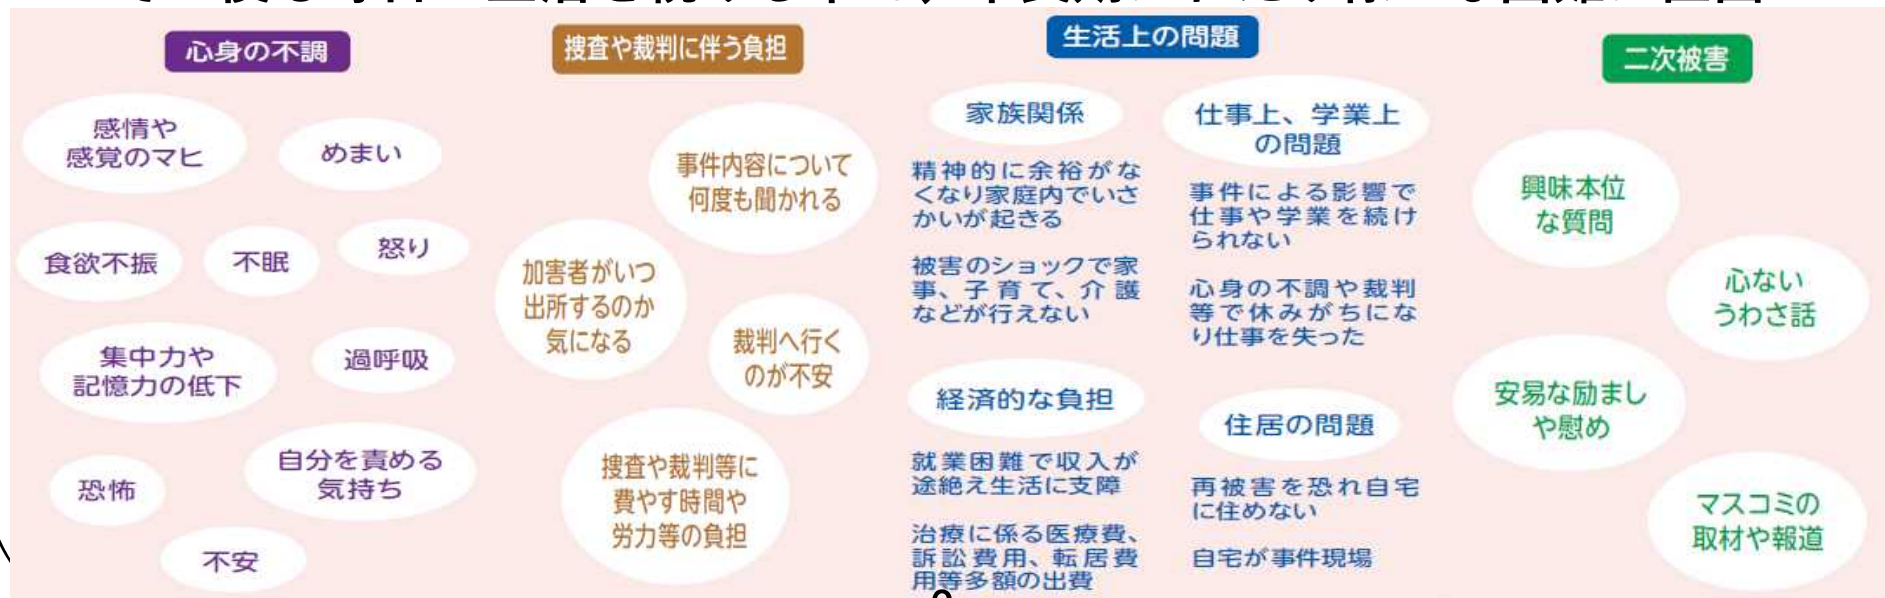 心身の不調
感情や
感覚のマヒ
めまい
食欲不振
不眠
怒り
集中力や
記憶力の低下
過呼吸
恐怖
自分を責める
気持ち
不安
捜査や裁判に伴う負担
事件内容について
何度も聞かれる
加害者がいつ
出所するのか
気になる
裁判へ行く
のが不安
捜査や裁判等に
費やす時間や
労力等の負担
生活上の問題
家族関係
精神的に余裕がな
くなり家庭内でいさ
かいが起きる
被害のショックで家
事、子育て、介護
などが行えない
経済的な負担
就業困難で収入が
途絶え生活に支障
治療に係る医療費、
訴訟費用、転居費
用等多額の出費
仕事上、学業上
の問題
事件による影響で
仕事や学業を続け
られない
心身の不調や裁判
等で休みがちにな
り仕事を失った
住居の問題
再被害を恐れ自宅
に住めない
自宅が事件現場
二次被害
興味本位
な質問
心ない
うわさ話
安易な励まし
や慰め
マスコミの
取材や報道